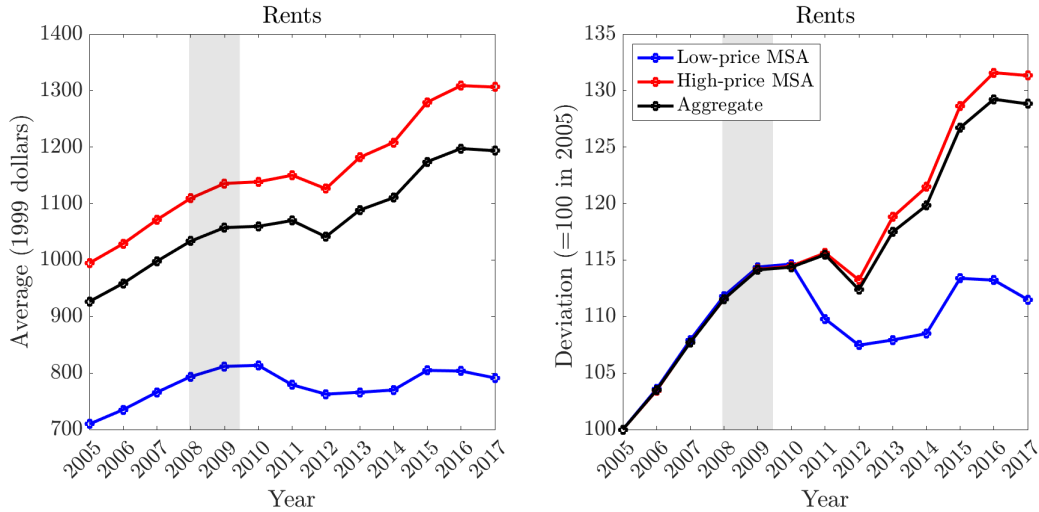 Rents
Average (1999 dollars)
1400
1300
1200
1100
1000
900
800
700
2005 2006 2007 2008 2009 2010 2011 2012 2013 2014 2015 2016 2017
Year
Rents
Deviation (=100 in 2005)
135
130
125
120
115
110
105
100
Low-price MSA
High-price MSA
Aggregate
2005 2006 2007 2008 2009 2010 2011 2012 2013 2014 2015 2016 2017
Year